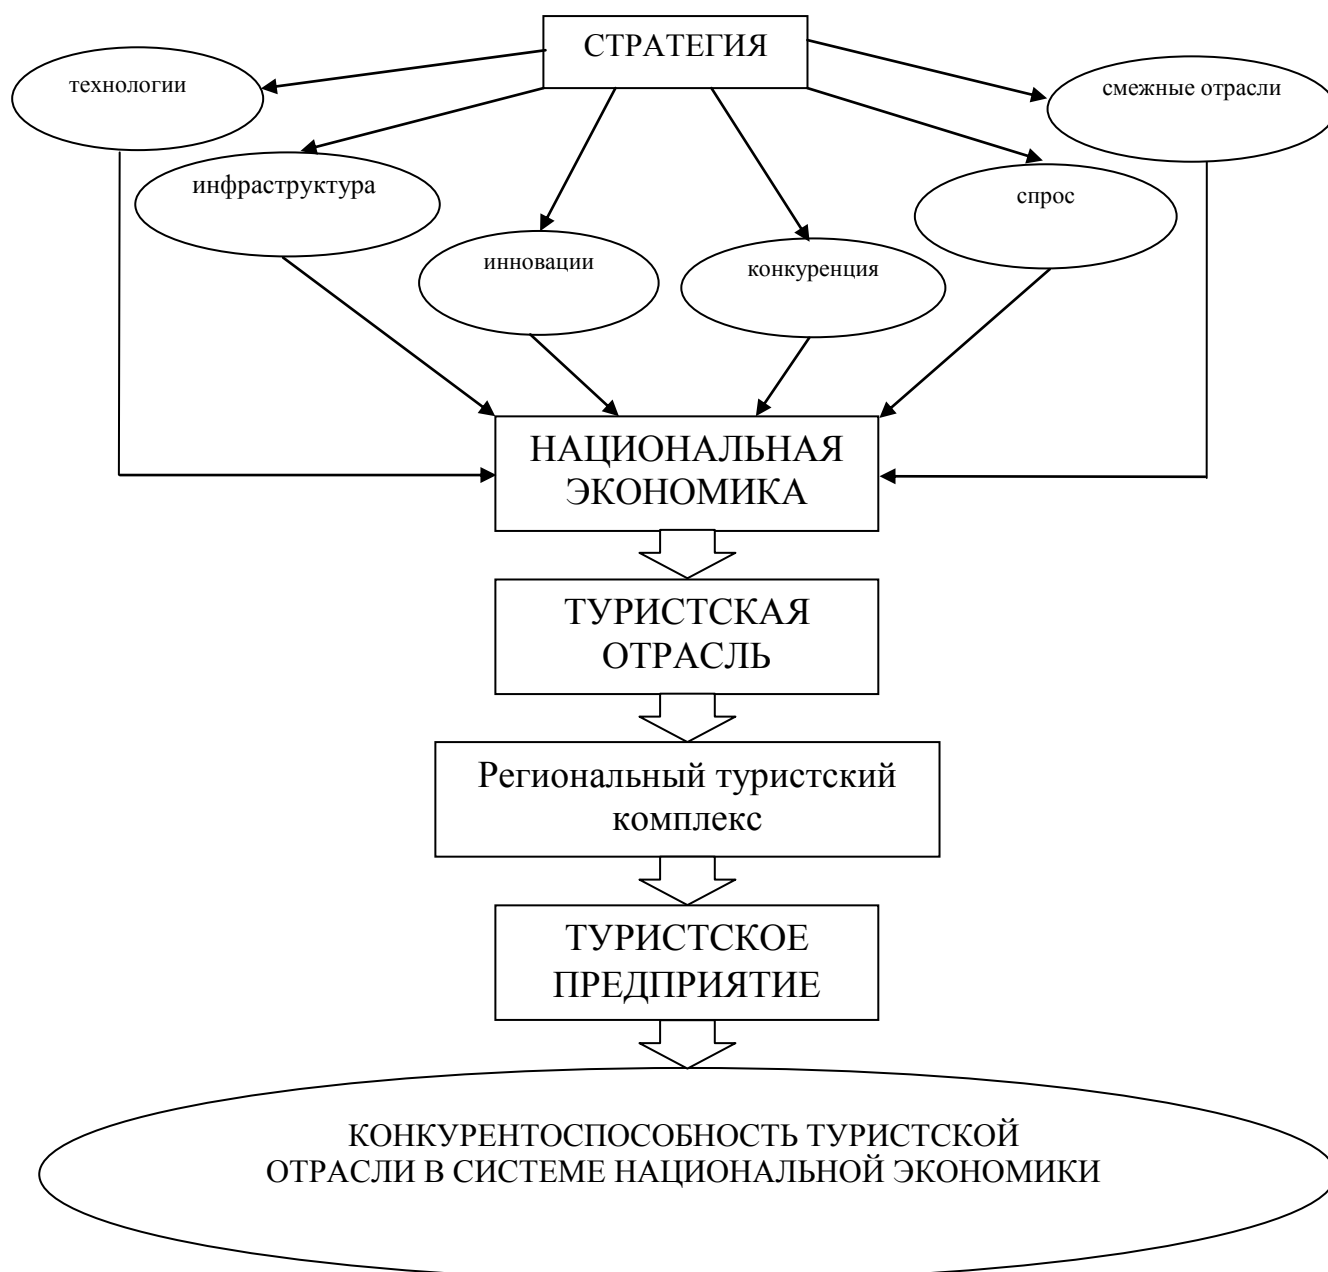 СТРАТЕГИЯ
технологии
смежные отрасли
инфраструктура
спрос
инновации
конкуренция
НАЦИОНАЛЬНАЯ
ЭКОНОМИКА
ТУРИСТСКАЯ
ОТРАСЛЬ
Региональный туристский
комплекс
ТУРИСТСКОЕ
ПРЕДПРИЯТИЕ
КОНКУРЕНТОСПОСОБНОСТЬ ТУРИСТСКОЙ
ОТРАСЛИ В СИСТЕМЕ НАЦИОНАЛЬНОЙ ЭКОНОМИКИ